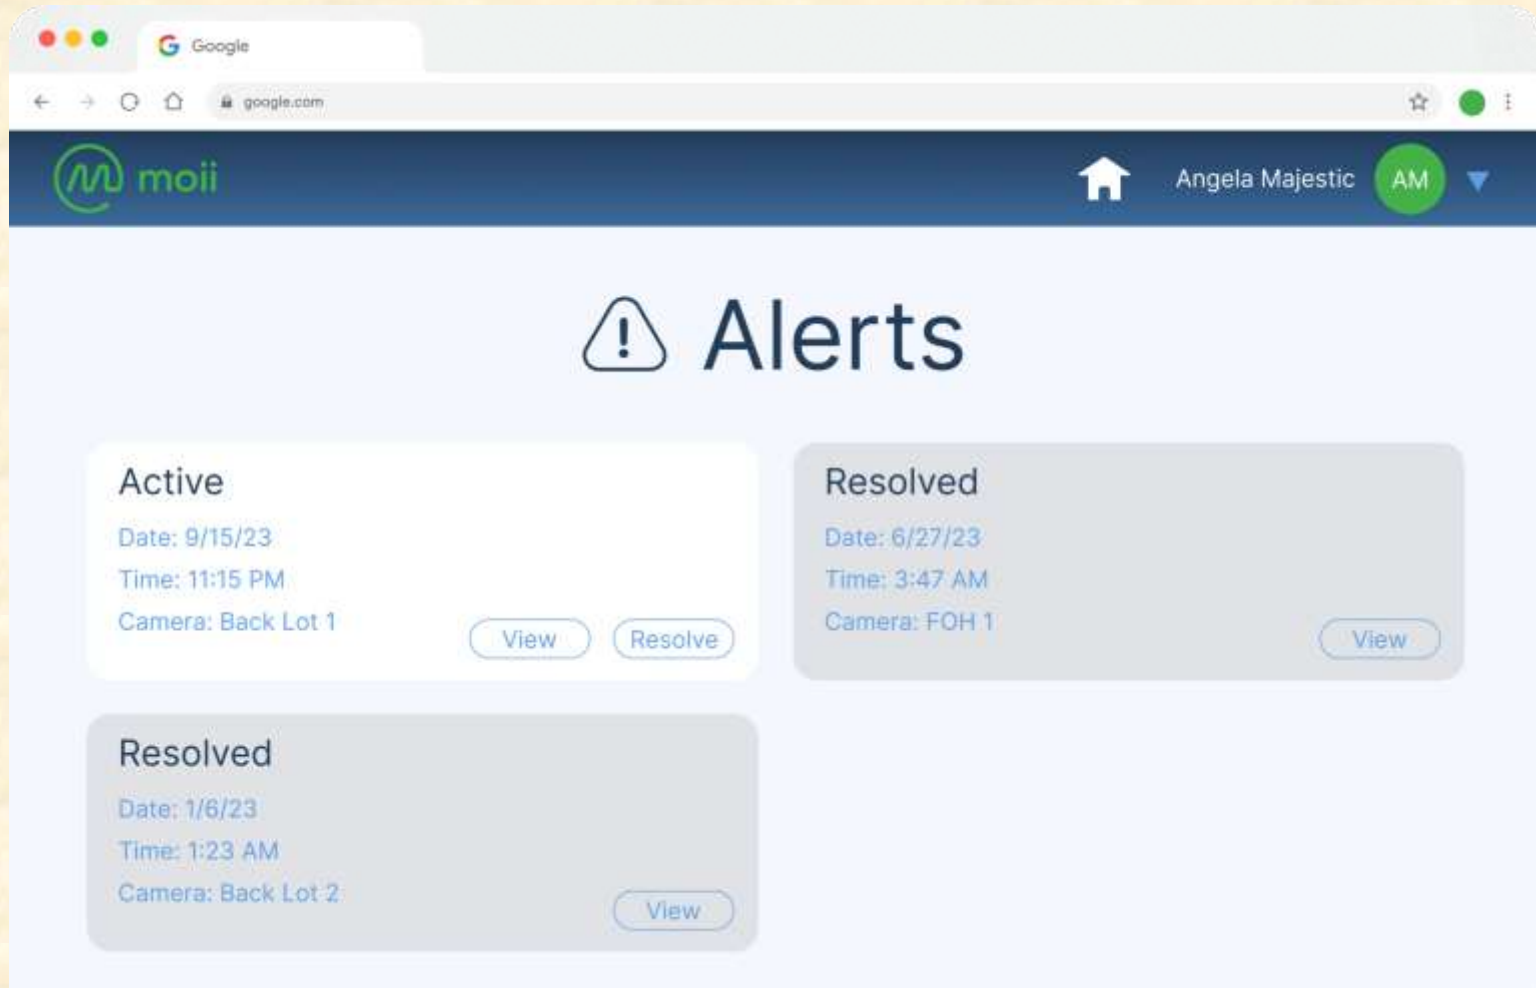 Google
google.com
moii
Angela Majestic AM
Alerts
Active
Date: 9/15/23
Time: 11:15 PM
Camera: Back Lot 1
View Resolve
Resolved
Date: 6/27/23
Time: 3:47 AM
Camera: FOH 1
View
Resolved
Date: 1/6/23
Time: 1:23 AM
Camera: Back Lot 2
View